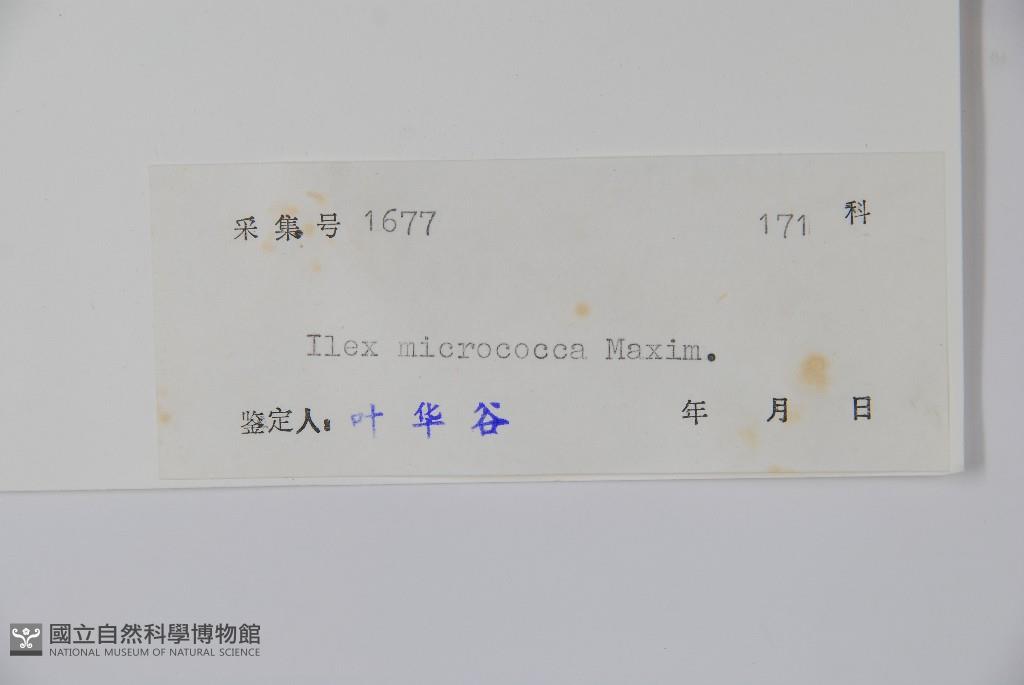 采集号 1677 171 科
Ilex micrococca Maxim.
鉴定人: 叶华谷 年 月 日
國立自然科學博物館
NATIONAL MUSEUM OF NATURAL SCIENCE